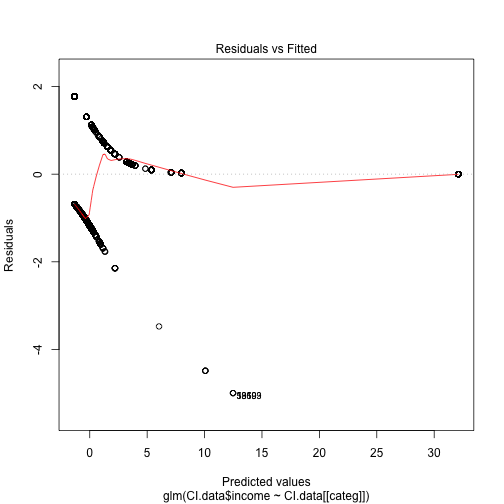 Residuals vs Fitted
2
0
-2
-4
Residuals
0 5 10 15 20 25 30
Predicted values
glm(CI.data$income ~ CI.data[[categ]])